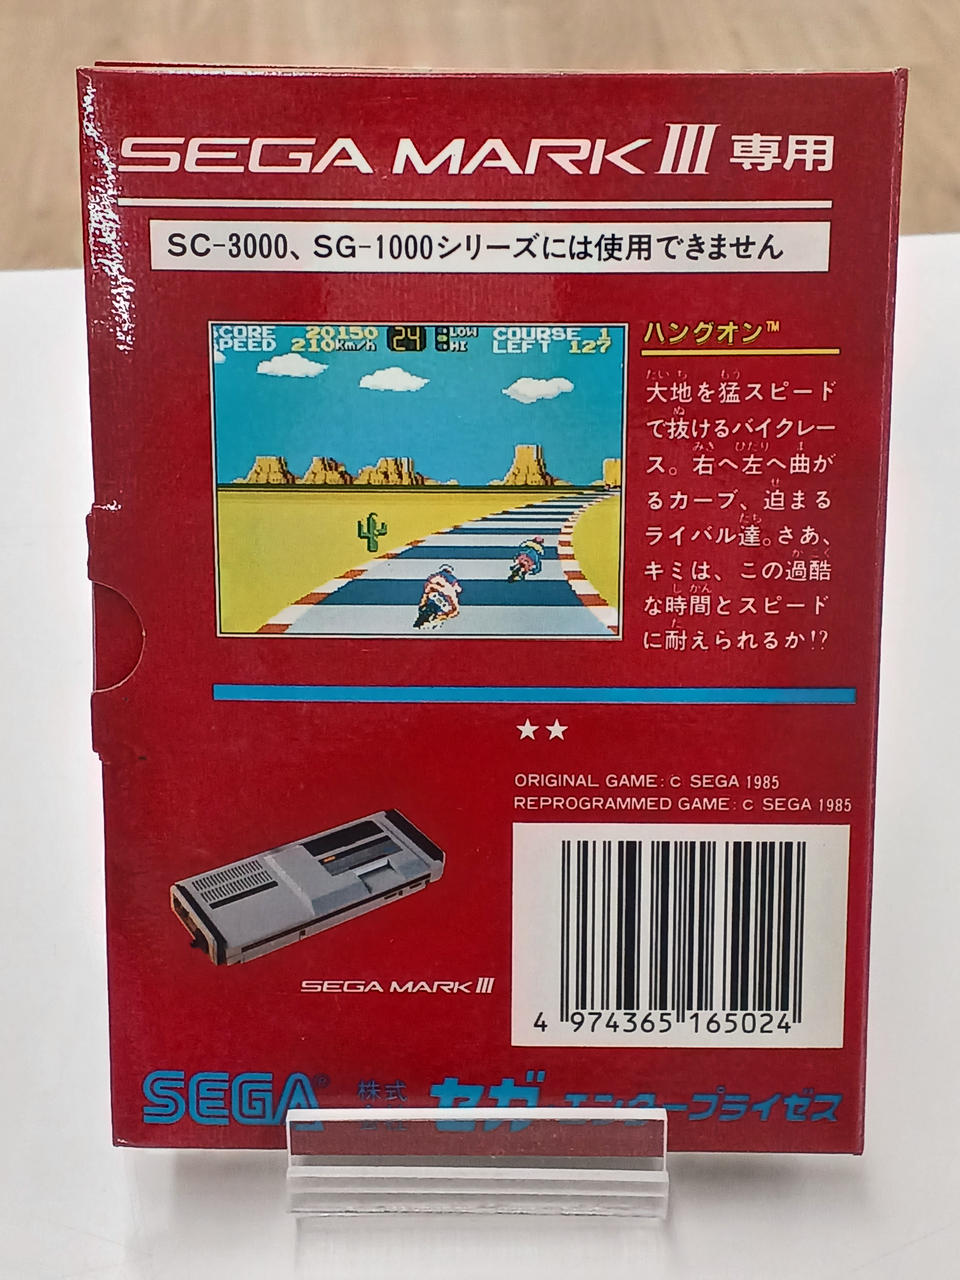 SEGA MARK III 専用
SC-3000、SG-1000シリーズには使用できません
SCORE 20150 24 LOW COURSE 1
SPEED 210Km/h HI LEFT 127
ハングオン™
大地を猛スピード
で抜けるバイクレー
ス。右へ左へ曲が
るカーブ、迫まる
ライバル達。さあ、
キミは、この過酷
な時間とスピード
に耐えられるか!?
★★
ORIGINAL GAME: C SEGA 1985
REPROGRAMMED GAME: C SEGA 1985
4 974365 165024
SEGA MARK III
SEGA® 株式会社 セガ・エンタープライゼス